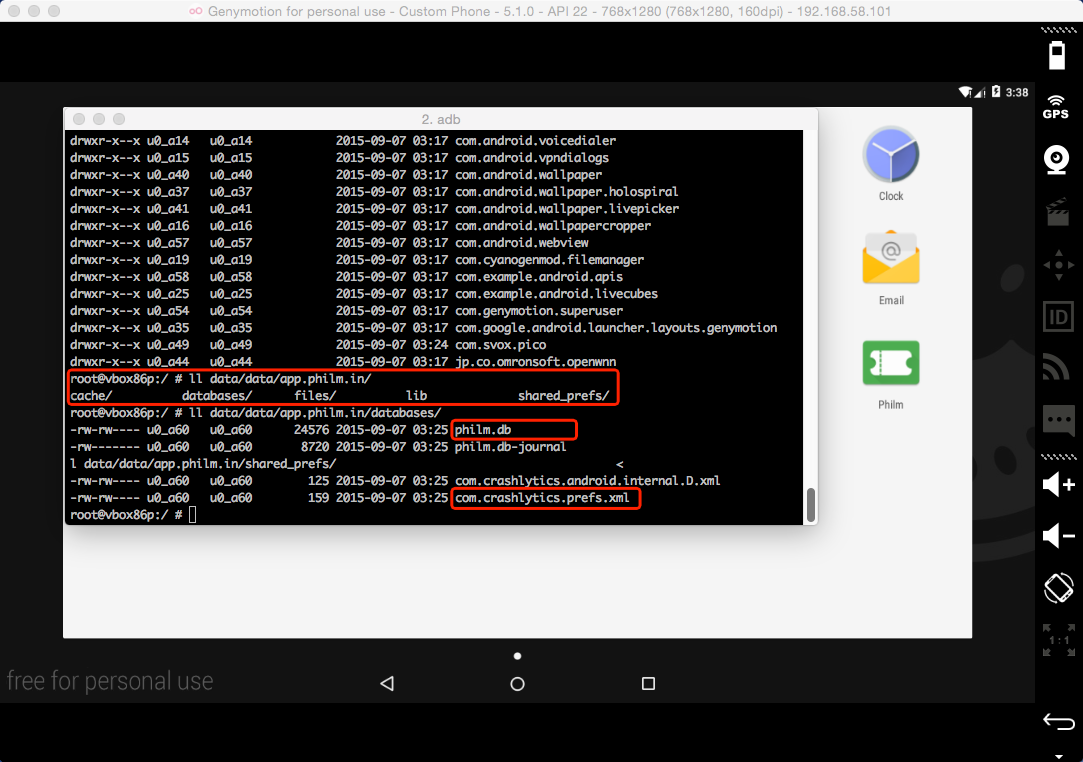 Genymotion for personal use - Custom Phone - 5.1.0 - API 22 - 768x1280 (768x1280, 160dpi) - 192.168.58.101
3:38
GPS
2. adb
drwxr-x--x u0_a14 u0_a14 2015-09-07 03:17 com.android.voicedialer
drwxr-x--x u0_a15 u0_a15 2015-09-07 03:17 com.android.vpndialogs
drwxr-x--x u0_a40 u0_a40 2015-09-07 03:17 com.android.wallpaper
drwxr-x--x u0_a37 u0_a37 2015-09-07 03:17 com.android.wallpaper.holospiral
drwxr-x--x u0_a41 u0_a41 2015-09-07 03:17 com.android.wallpaper.livepicker
drwxr-x--x u0_a16 u0_a16 2015-09-07 03:17 com.android.wallpapercropper
drwxr-x--x u0_a57 u0_a57 2015-09-07 03:17 com.android.webview
drwxr-x--x u0_a19 u0_a19 2015-09-07 03:17 com.cyanogenmod.filemanager
drwxr-x--x u0_a58 u0_a58 2015-09-07 03:17 com.example.android.apis
drwxr-x--x u0_a25 u0_a25 2015-09-07 03:17 com.example.android.livecubes
drwxr-x--x u0_a54 u0_a54 2015-09-07 03:17 com.genymotion.superuser
drwxr-x--x u0_a35 u0_a35 2015-09-07 03:17 com.google.android.launcher.layouts.genymotion
drwxr-x--x u0_a49 u0_a49 2015-09-07 03:24 com.svox.pico
drwxr-x--x u0_a44 u0_a44 2015-09-07 03:17 jp.co.omronsoft.openwnn
root@vbox86p:/ # ll data/data/app.philm.in/
cache/ databases/ files/ lib shared_prefs/
root@vbox86p:/ # ll data/data/app.philm.in/databases/
-rw-rw---- u0_a60 u0_a60 24576 2015-09-07 03:25 philm.db
-rw------- u0_a60 u0_a60 8720 2015-09-07 03:25 philm.db-journal
l data/data/app.philm.in/shared_prefs/ <
-rw-rw---- u0_a60 u0_a60 125 2015-09-07 03:25 com.crashlytics.android.internal.D.xml
-rw-rw---- u0_a60 u0_a60 159 2015-09-07 03:25 com.crashlytics.prefs.xml
root@vbox86p:/ #
Clock
@
Email
Philm
ID
1:1
free for personal use